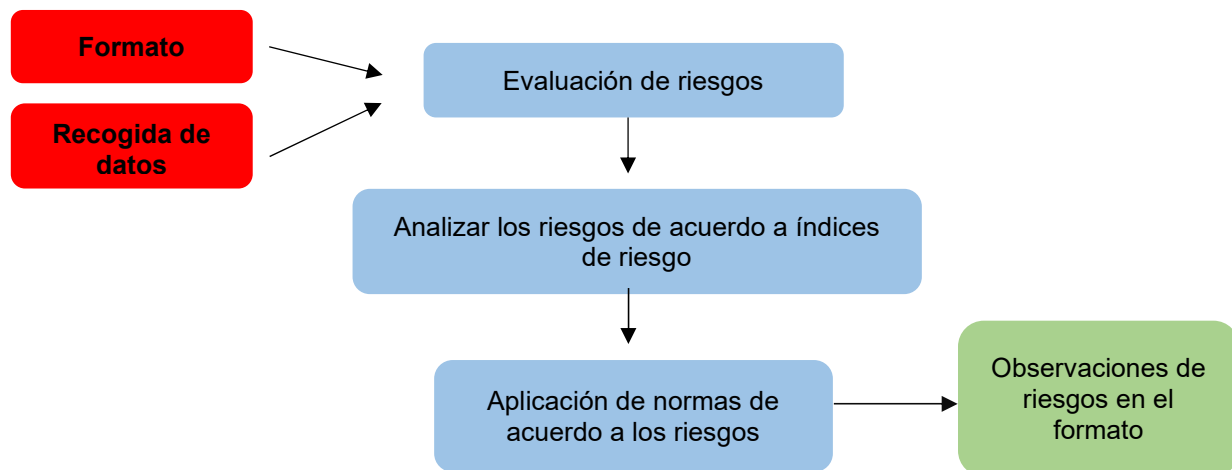 Formato
Recogida de
datos
Evaluación de riesgos
Analizar los riesgos de acuerdo a índices
de riesgo
Aplicación de normas de
acuerdo a los riesgos
Observaciones de
riesgos en el
formato